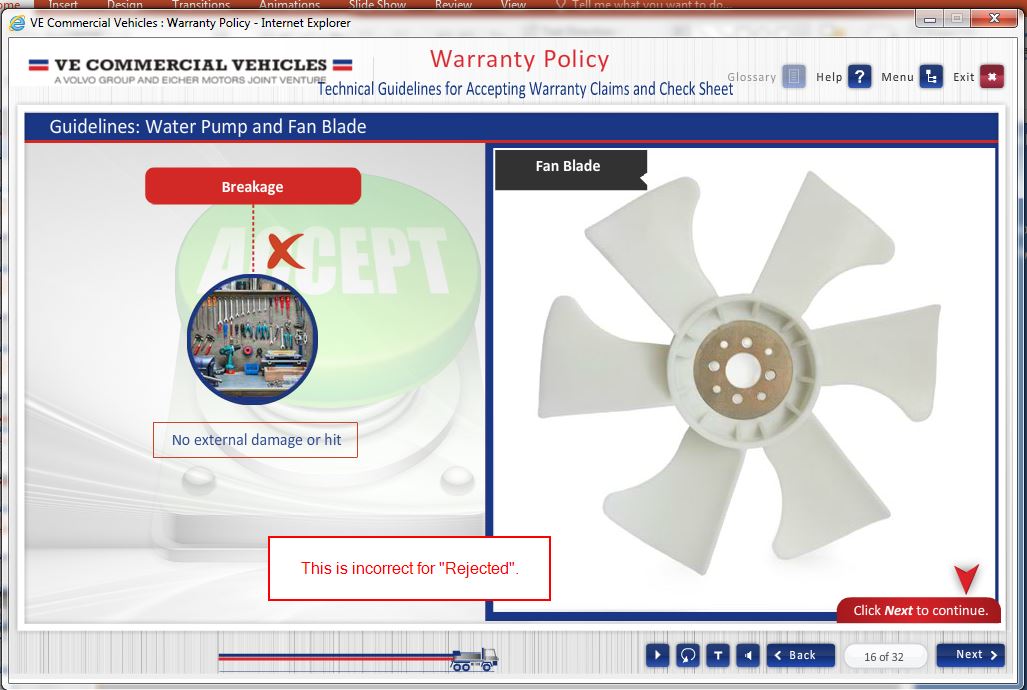 Insert Design Transitions Animations Slide Show Review View Tell me what you want to do...
VE Commercial Vehicles : Warranty Policy - Internet Explorer
VE COMMERCIAL VEHICLES
A VOLVO GROUP AND EICHER MOTORS JOINT VENTURE
Warranty Policy
Technical Guidelines for Accepting Warranty Claims and Check Sheet
Glossary Help ? Menu Exit
Guidelines: Water Pump and Fan Blade
Breakage
ACCEPT
No external damage or hit
Fan Blade
This is incorrect for "Rejected".
Click Next to continue.
T Back 16 of 32 Next